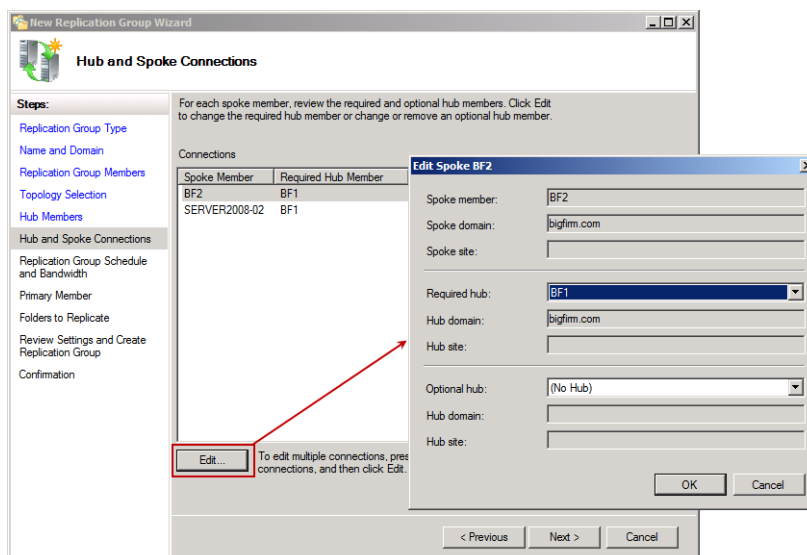 New Replication Group Wizard
Hub and Spoke Connections
Steps:
Replication Group Type
Name and Domain
Replication Group Members
Topology Selection
Hub Members
Hub and Spoke Connections
Replication Group Schedule
and Bandwidth
Primary Member
Folders to Replicate
Review Settings and Create
Replication Group
Confirmation
For each spoke member, review the required and optional hub members. Click Edit
to change the required hub member or change or remove an optional hub member.
Connections
Spoke Member Required Hub Member
BF2 BF1
SERVER2008-02 BF1
Edit...
To edit multiple connections, pres
connections, and then click Edit.
< Previous Next > Cancel
Edit Spoke BF2
Spoke member: BF2
Spoke domain: bigfirm.com
Spoke site:
Required hub: BF1
Hub domain: bigfirm.com
Hub site:
Optional hub: (No Hub)
Hub domain:
Hub site:
OK Cancel